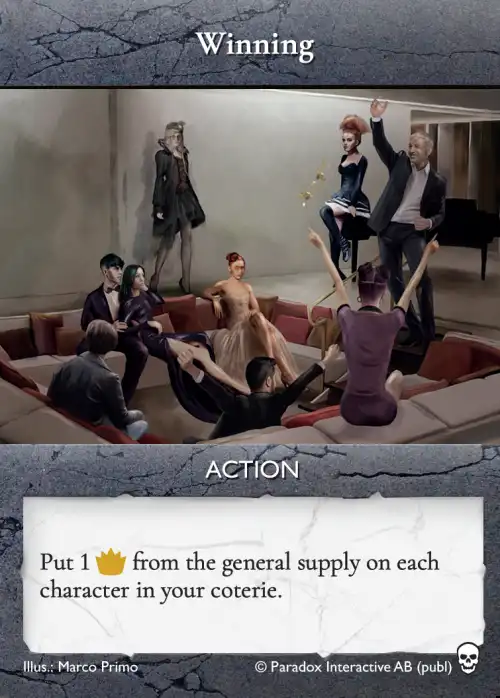 Winning
ACTION
Put 1 from the general supply on each
character in your coterie.
Illus.: Marco Primo © Paradox Interactive AB (publ)